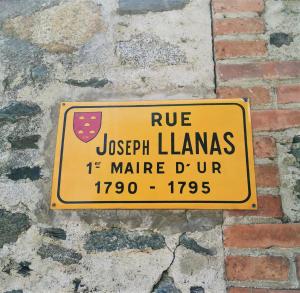 RUE
JOSEPH LLANAS
1er MAIRE D'UR
1790 - 1795